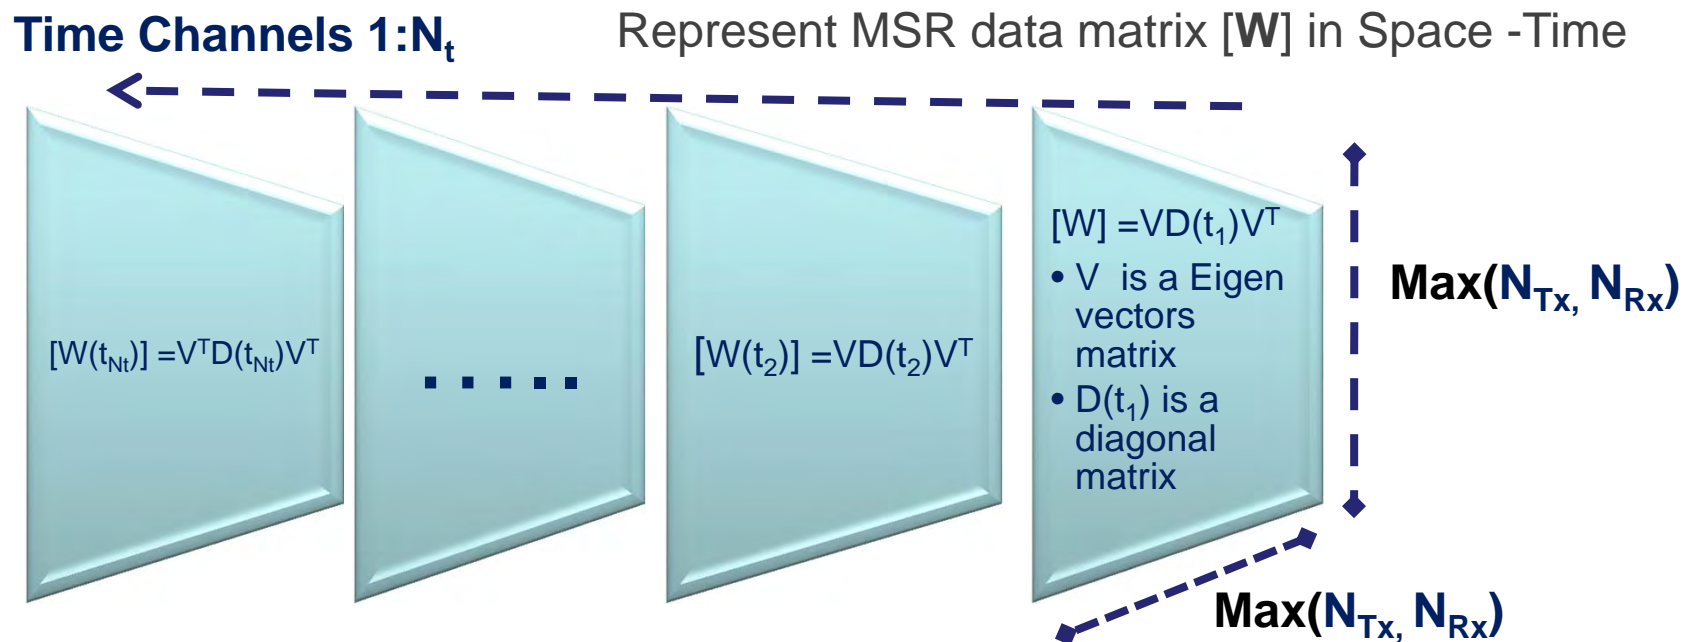 Time Channels 1:Nt
Represent MSR data matrix [W] in Space -Time
[W(tNt)] =VTD(tNt)VT
.....
[W(t2)] =VD(t2)VT
[W] =VD(t1)VT
• V is a Eigen
vectors
matrix
• D(t1) is a
diagonal
matrix
Max(NTx, NRx)
Max(NTx, NRx)